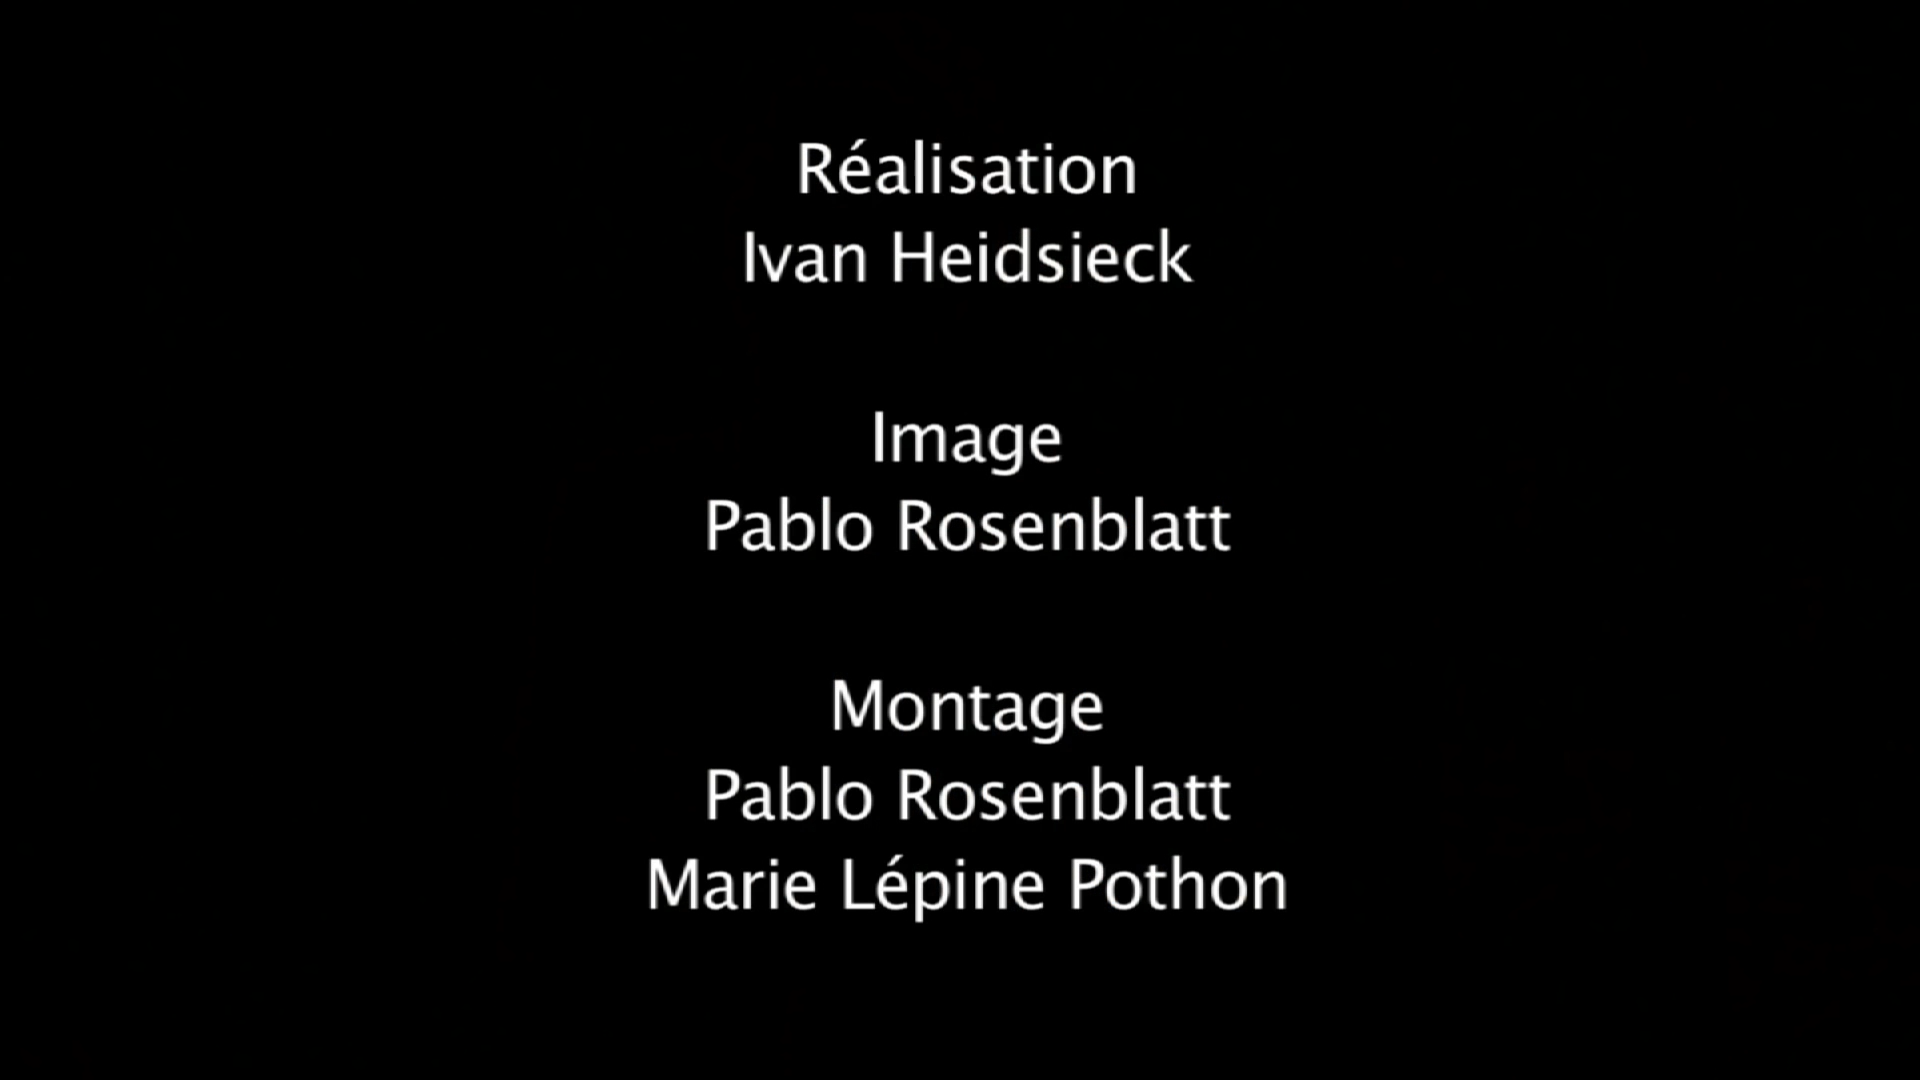 Réalisation
Ivan Heidsieck
Image
Pablo Rosenblatt
Montage
Pablo Rosenblatt
Marie Lépine Pothon